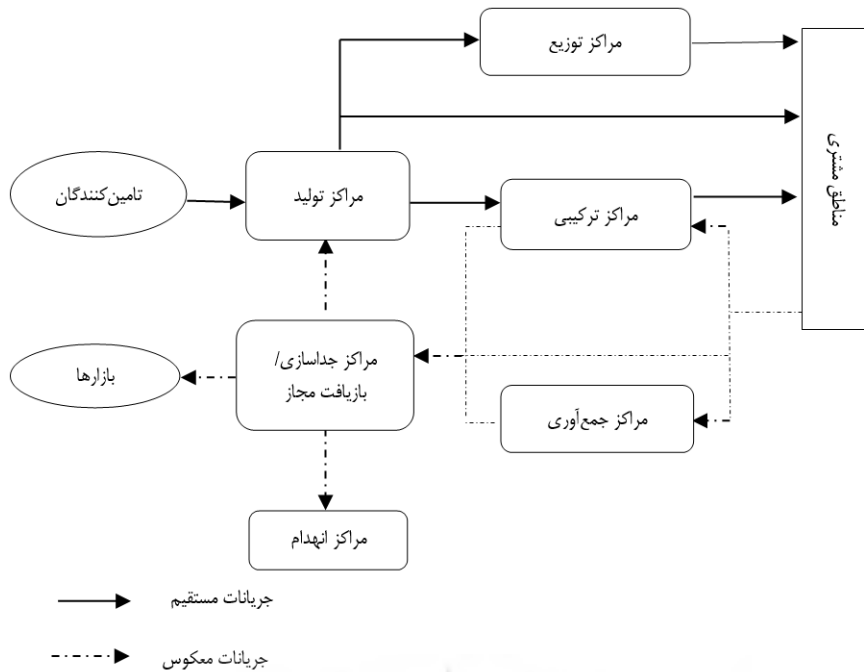 مراکز توزیع
مناطق مشتری
تامین‌کنندگان
مراکز تولید
مراکز ترکیبی
بازارها
مراکز جداسازی/
بازیافت مجاز
مراکز جمع‌آوری
مراکز انهدام
جریانات مستقیم
جریانات معکوس